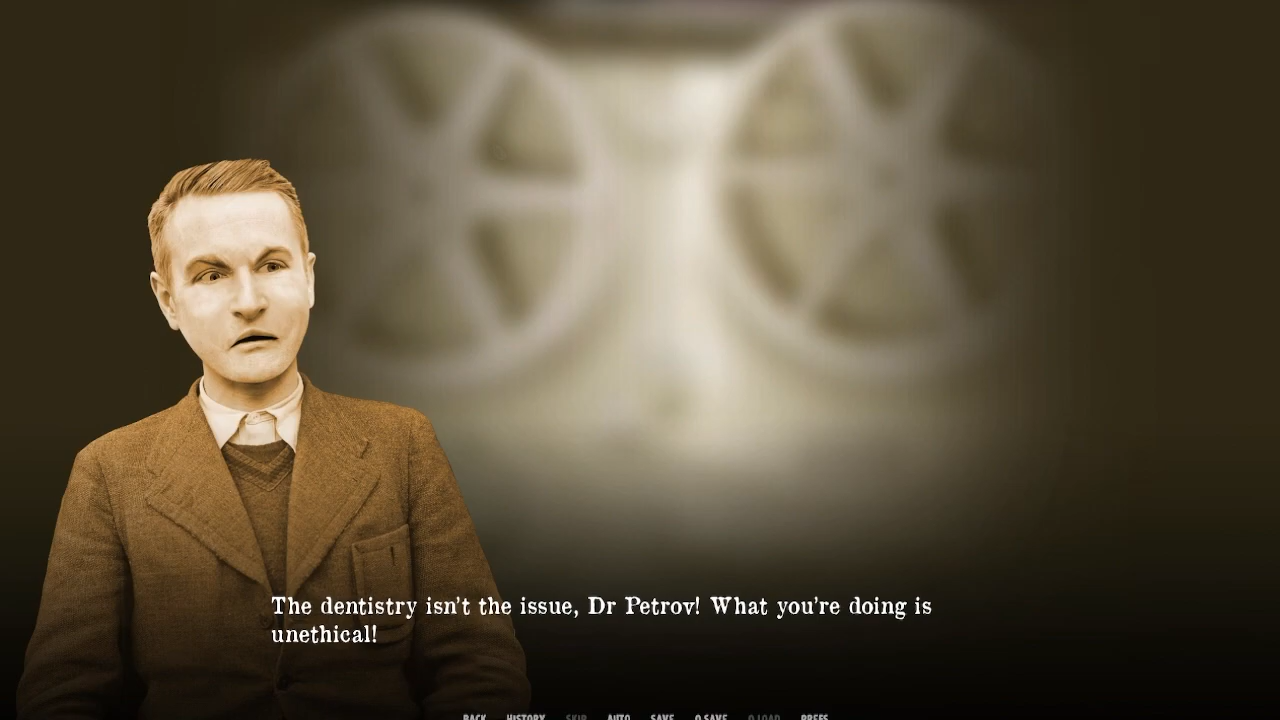 The dentistry isn't the issue, Dr Petrov! What you're doing is
unethical!
BACK HISTORY SKIP AUTO SAVE Q.SAVE Q.LOAD PREFS